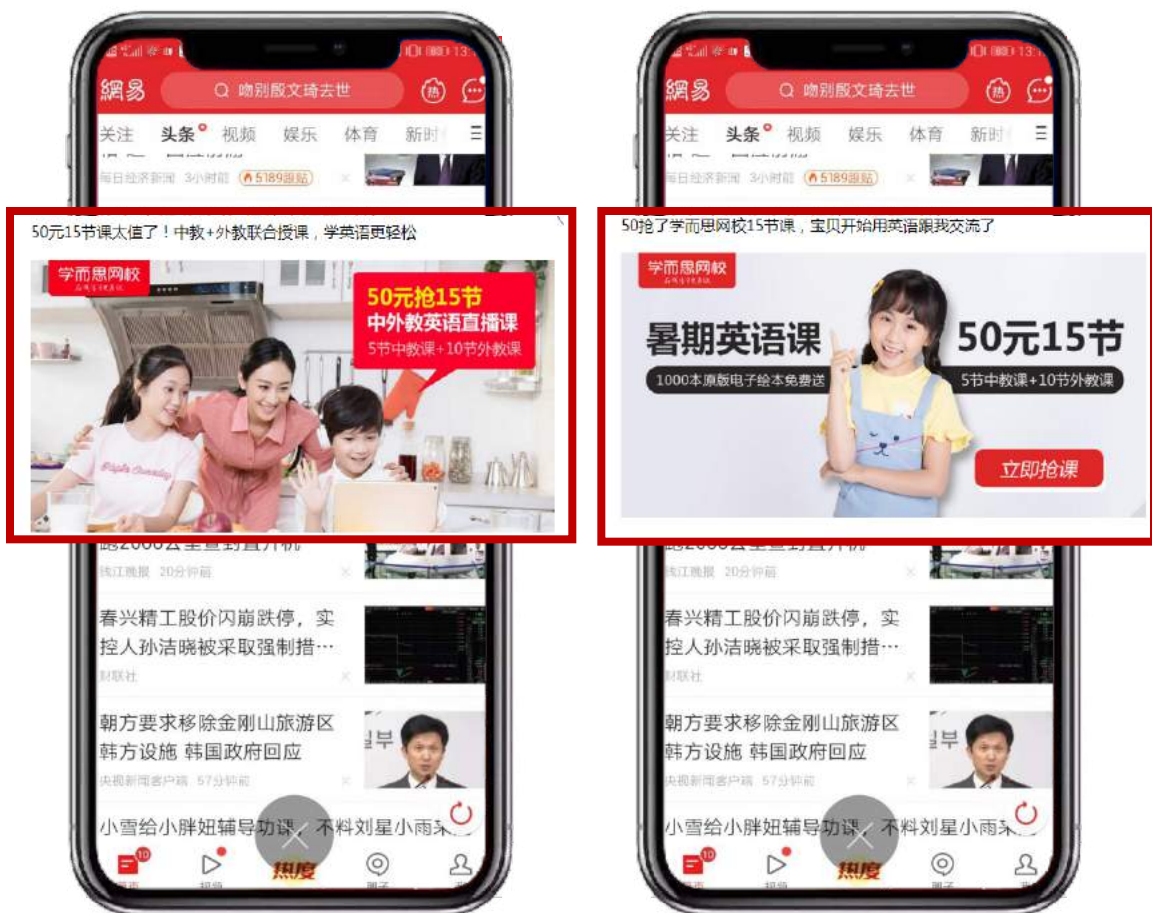 13:1
網易
吻别殷文琦去世
热
关注 头条 视频 娱乐 体育 新时
每日经济新闻 3小时前 5189跟贴
50元15节课太值了！中教+外教联合授课，学英语更轻松
学而思网校
50元抢15节
中外教英语直播课
5节中教课+10节外教课
钱江晚报 20分钟前
春兴精工股价闪崩跌停，实
控人孙洁晓被采取强制措…
财联社
朝方要求移除金刚山旅游区
韩方设施 韩国政府回应
央视新闻客户端 57分钟前
小雪给小胖妞辅导功课，不料刘星小雨
10
热度
13:1
網易
吻别殷文琦去世
热
关注 头条 视频 娱乐 体育 新时
每日经济新闻 3小时前 5189跟贴
50抢了学而思网校15节课，宝贝开始用英语跟我交流了
学而思网校
暑期英语课
1000本原版电子绘本免费送
50元15节
5节中教课+10节外教课
立即抢课
钱江晚报 20分钟前
春兴精工股价闪崩跌停，实
控人孙洁晓被采取强制措…
财联社
朝方要求移除金刚山旅游区
韩方设施 韩国政府回应
央视新闻客户端 57分钟前
小雪给小胖妞辅导功课，不料刘星小雨
10
热度